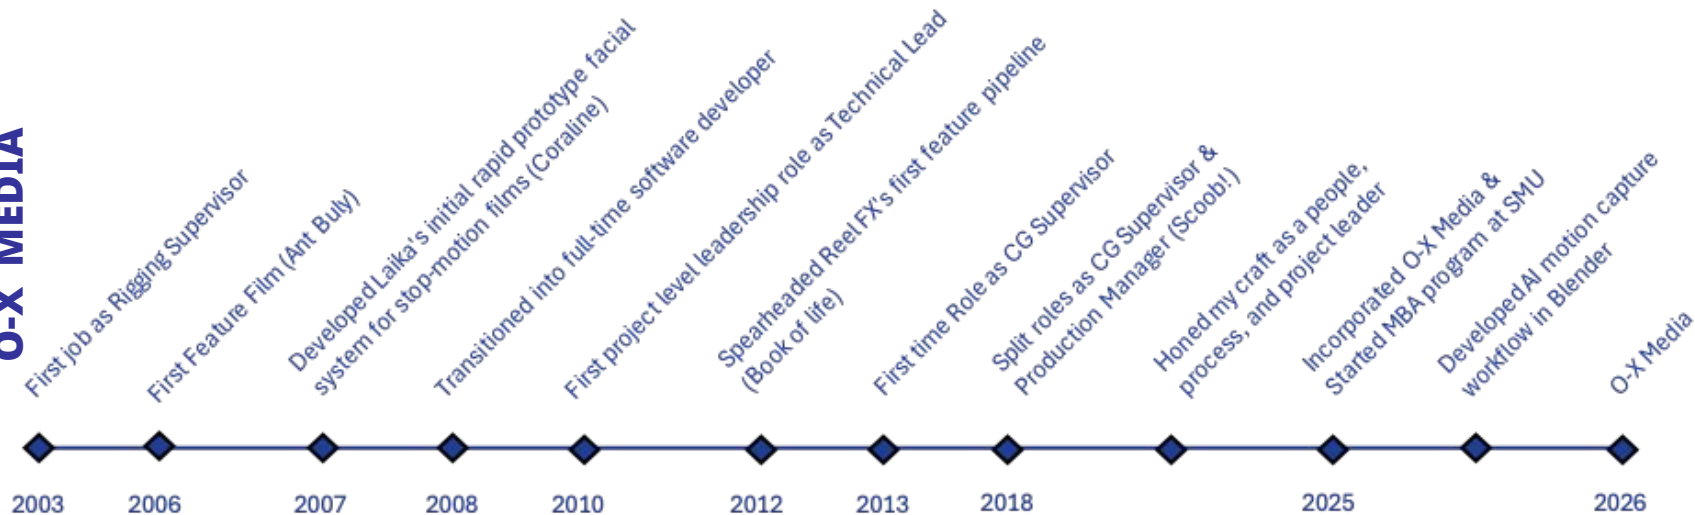 O-X MEDIA
First job as Rigging Supervisor
First Feature Film (Ant Buly)
Developed Laika's initial rapid prototype facial
system for stop-motion films (Coraline)
Transitioned into full-time software developer
First project level leadership role as Technical Lead
Spearheaded Reel FX's first feature pipeline
(Book of life)
First time Role as CG Supervisor
Split roles as CG Supervisor &
Production Manager (Scoob!)
Honed my craft as a people,
process, and project leader
Incorporated O-X Media &
Started MBA program at SMU
Developed AI motion capture
workflow in Blender
O-X Media
2003
2006
2007
2008
2010
2012
2013
2018
2025
2026